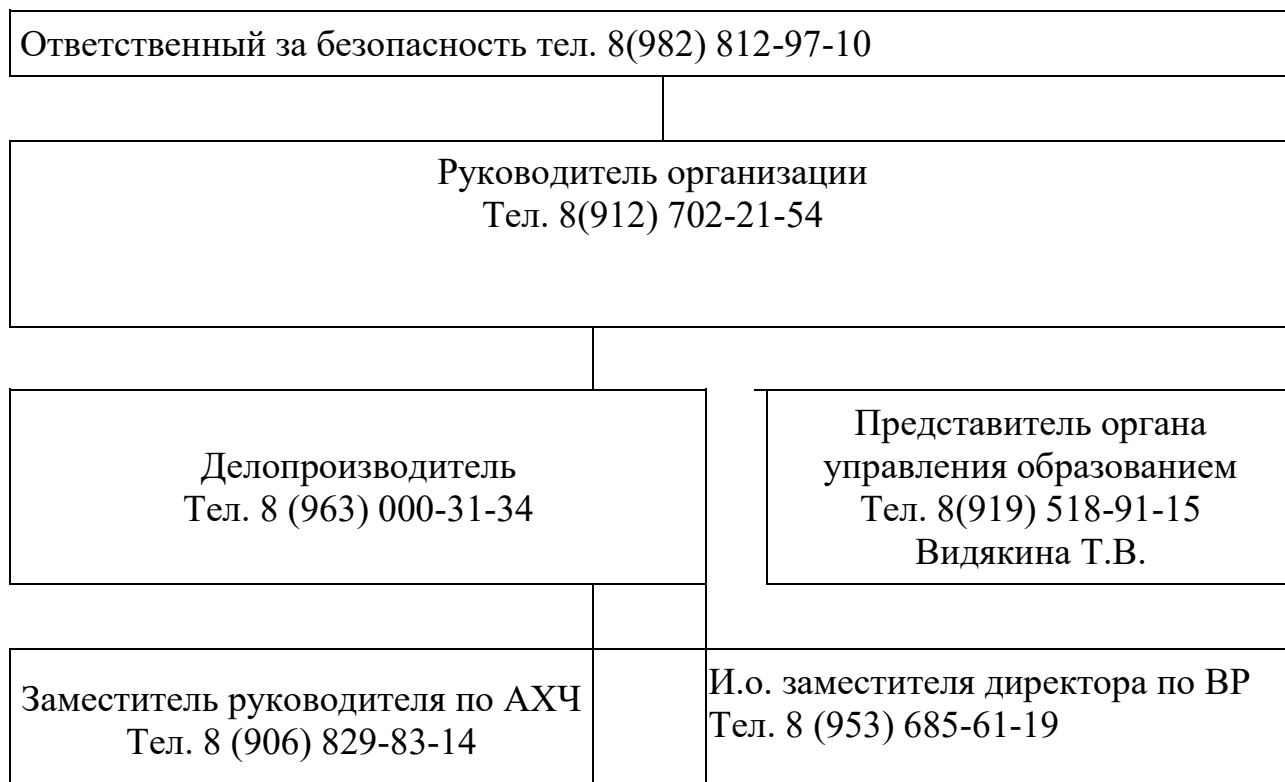 Ответственный за безопасность тел. 8(982) 812-97-10
Руководитель организации
Тел. 8(912) 702-21-54
Делопроизводитель
Тел. 8 (963) 000-31-34
Представитель органа
управления образованием
Тел. 8(919) 518-91-15
Видякина Т.В.
Заместитель руководителя по АХЧ
Тел. 8 (906) 829-83-14
И.о. заместителя директора по ВР
Тел. 8 (953) 685-61-19